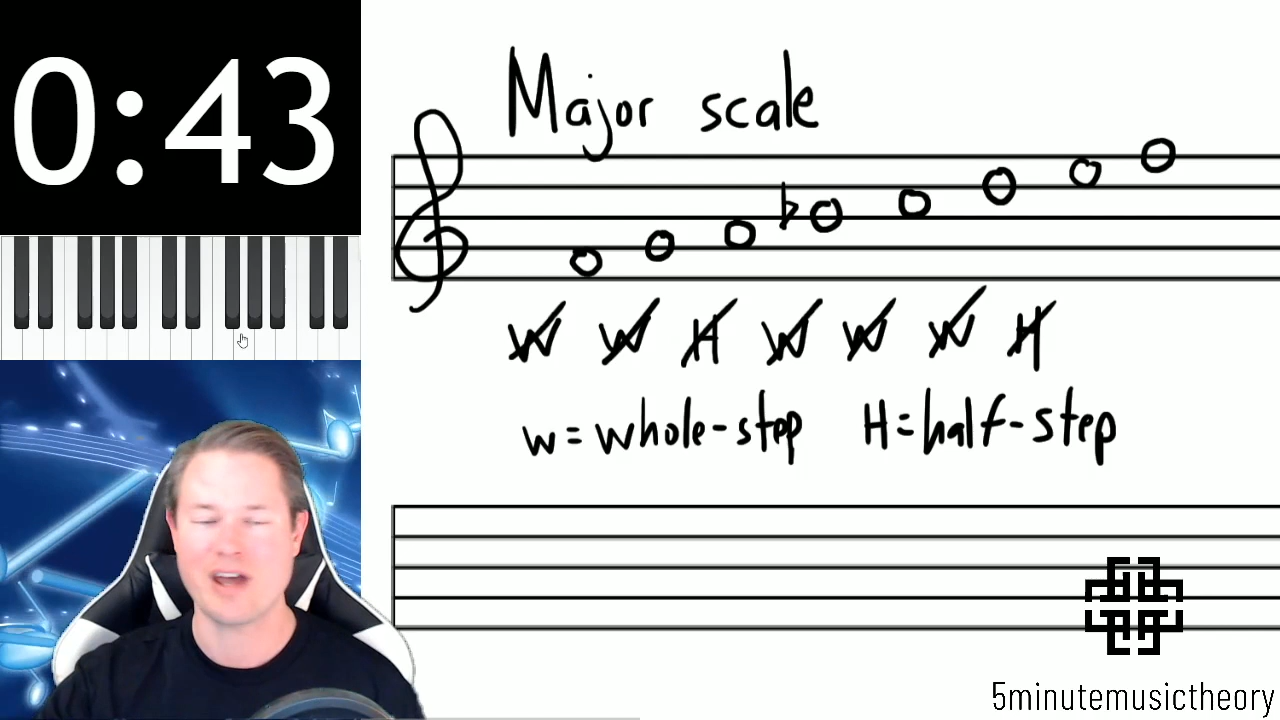 0:43
Major scale
♭
W W H W W W H
w = whole-step H = half-step
5minutemusictheory